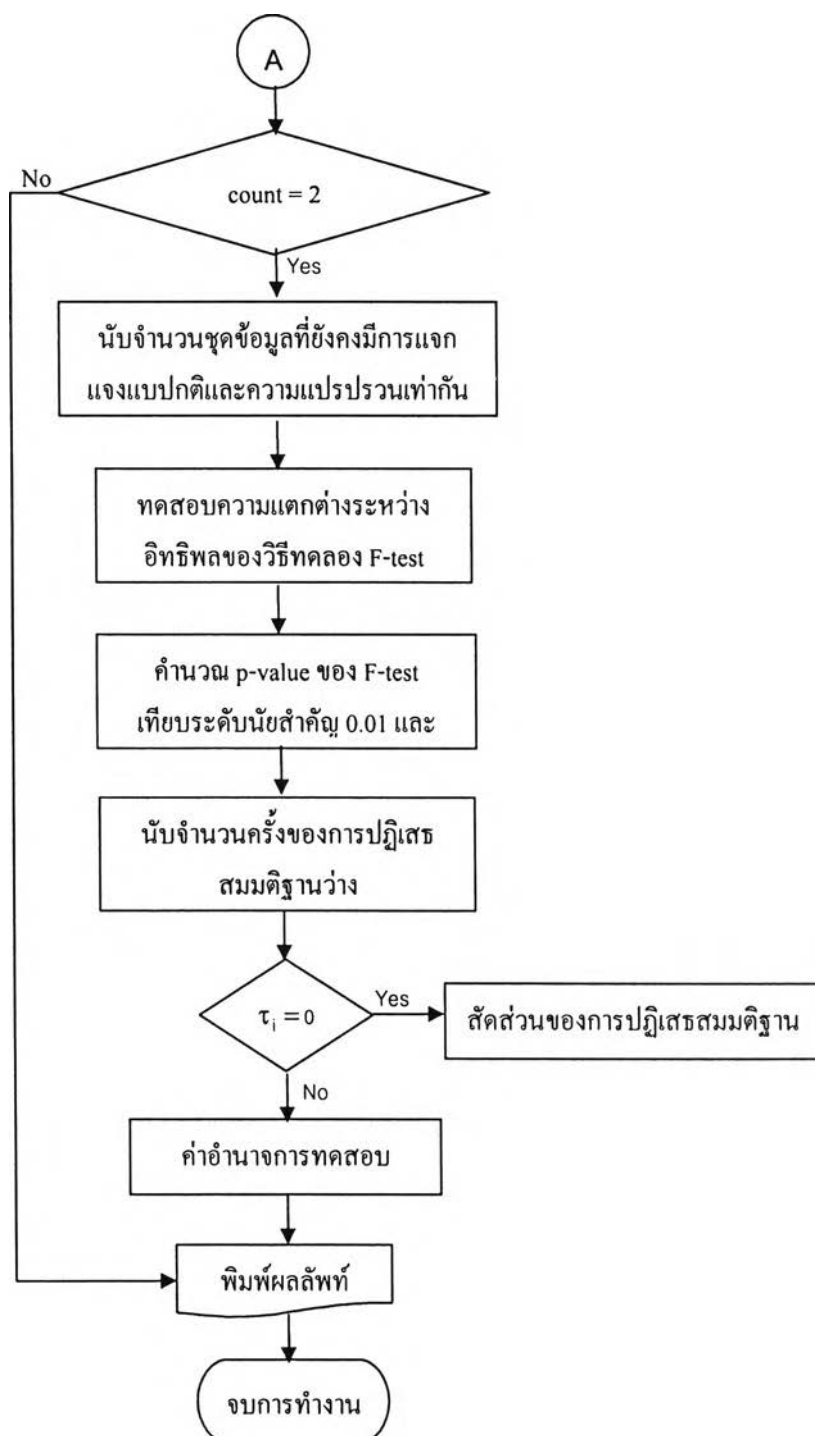 A
No
count = 2
Yes
นับจำนวนชุดข้อมูลที่ยังคงมีการแจก
แจงแบปกติและความแปรปรวนเท่ากัน
ทดสอบความแตกต่างระหว่าง
อิทธิพลของวิธีทดลอง F-test
คำนวณ p-value ของ F-test
เทียบระดับนัยสำคัญ 0.01 และ
นับจำนวนครั้งของการปฏิเสธ
สมมติฐานว่าง
τi = 0
Yes
สัดส่วนของการปฏิเสธสมมติฐาน
No
ค่าอำนาจการทดสอบ
พิมพ์ผลลัพท์
จบการทำงาน